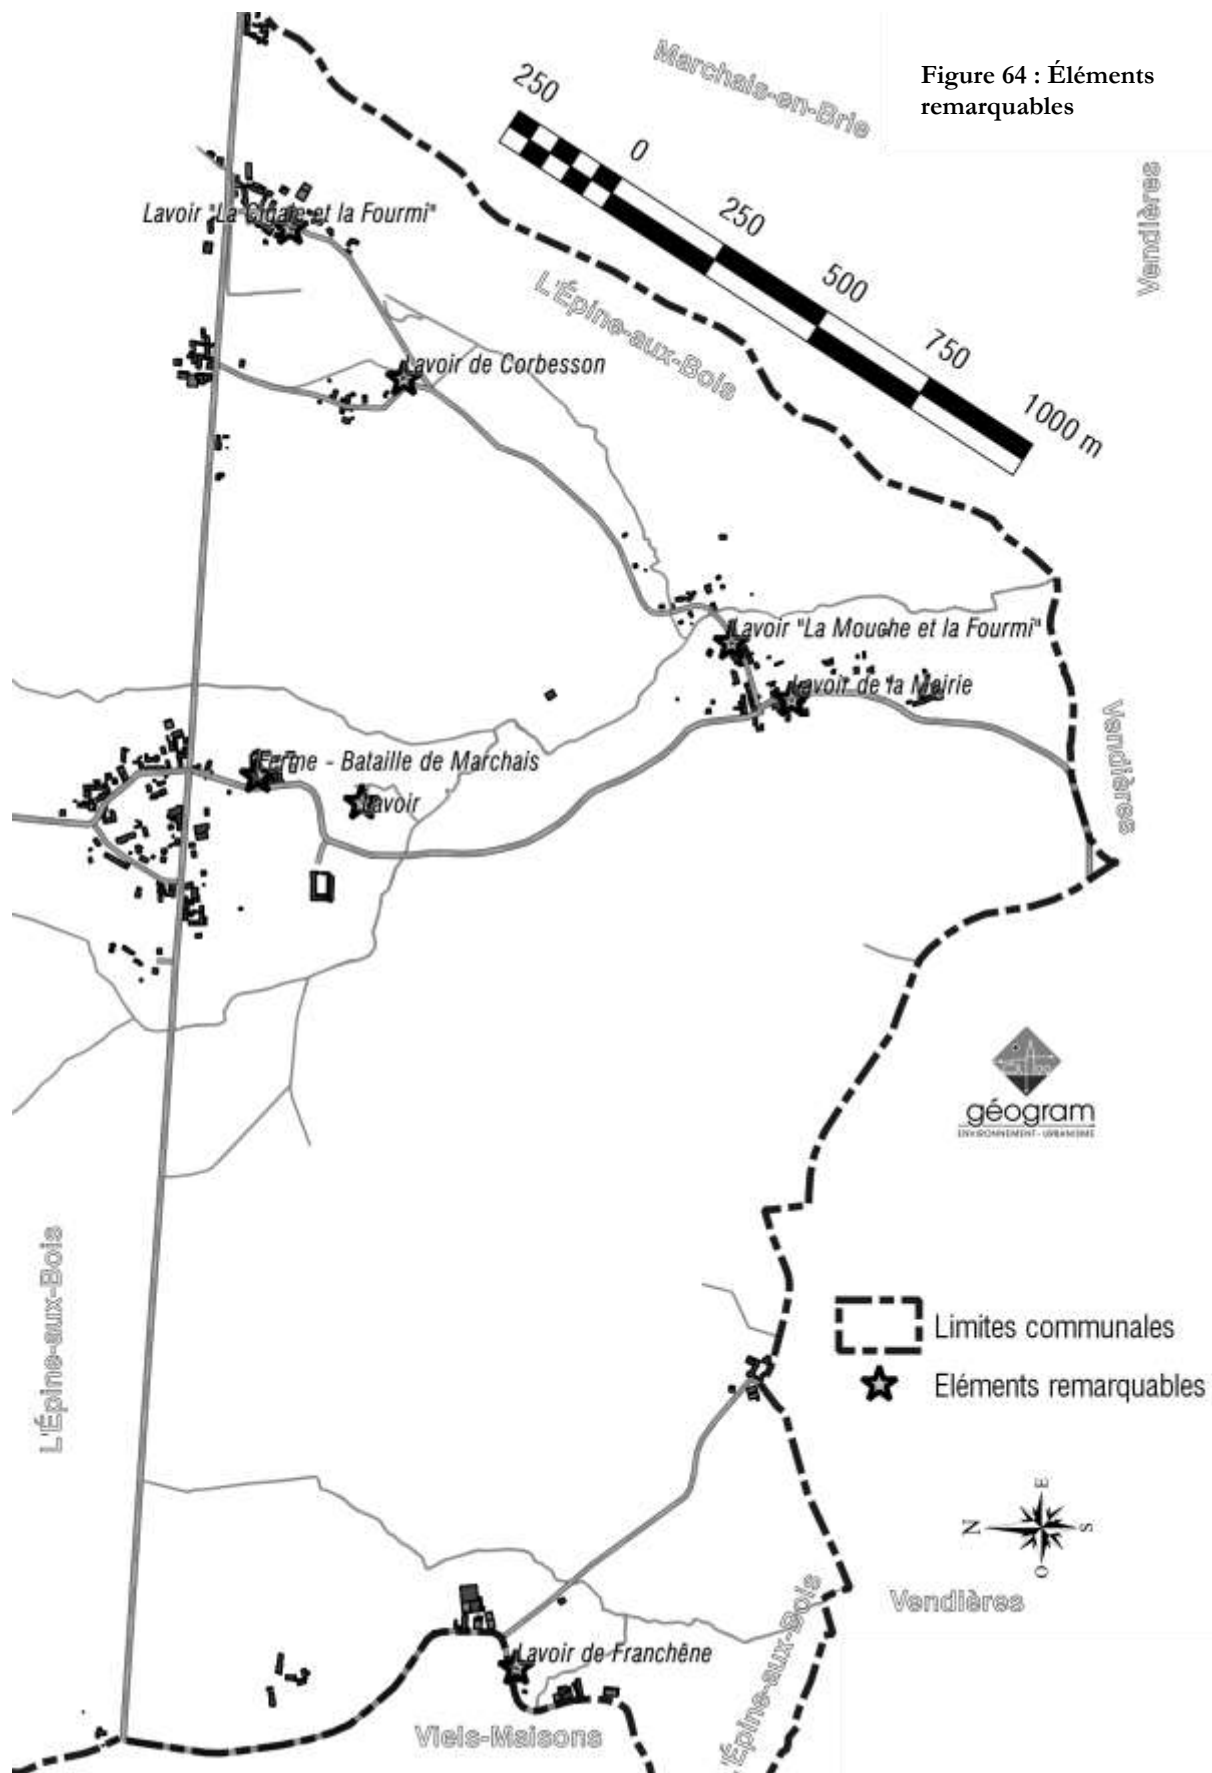 Figure 64 : Éléments
remarquables
Marchais-en-Brie
Vendières
250
0
250
500
750
1000 m
L'Épine-aux-Bois
Lavoir "La Cigale et la Fourmi"
Lavoir de Corbesson
Lavoir "La Mouche et la Fourmi"
Lavoir de la Mairie
Ferme - Bataille de Marchais
Lavoir
Vendières
géogram
ENVIRONNEMENT - URBANISME
L'Épine-aux-Bois
Limites communales
Eléments remarquables
N
E
S
O
Vendières
L'Épine-aux-Bois
Lavoir de Franchêne
Viels-Maisons